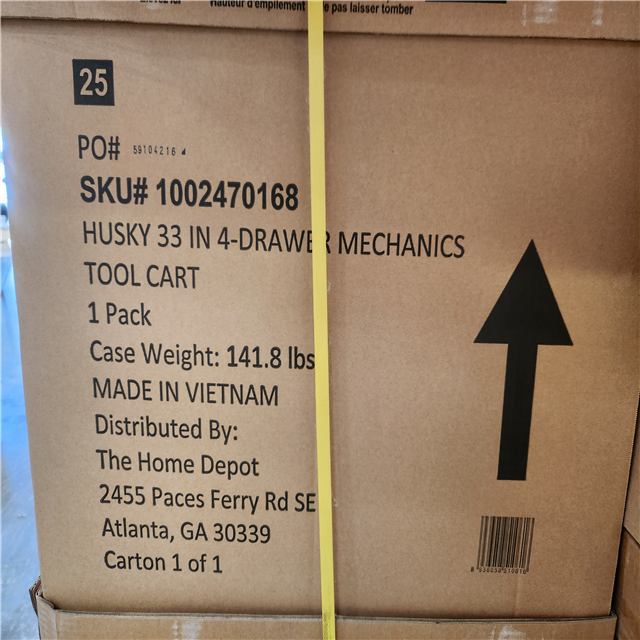 Hauteur d'empilement
pas laisser tomber
25
PO# 59104216
SKU# 1002470168
HUSKY 33 IN 4-DRAWER MECHANICS
TOOL CART
1 Pack
Case Weight: 141.8 lbs
MADE IN VIETNAM
Distributed By:
The Home Depot
2455 Paces Ferry Rd SE
Atlanta, GA 30339
Carton 1 of 1